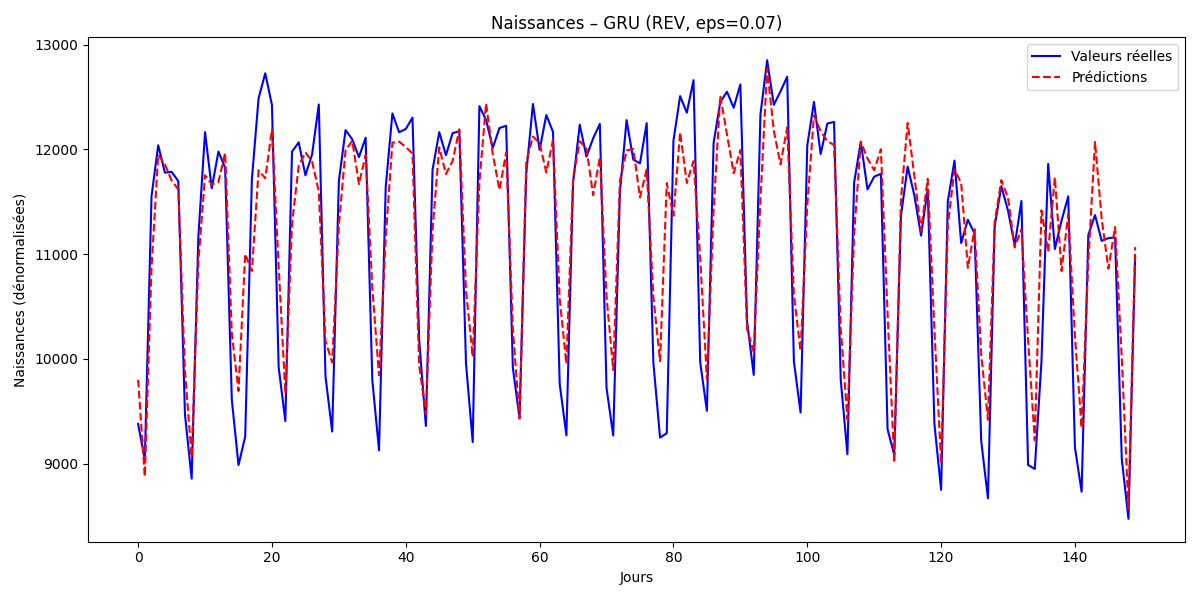 Naissances – GRU (REV, eps=0.07)
Valeurs réelles
Prédictions
Naissances (dénormalisées)
13000
12000
11000
10000
9000
0 20 40 60 80 100 120 140
Jours